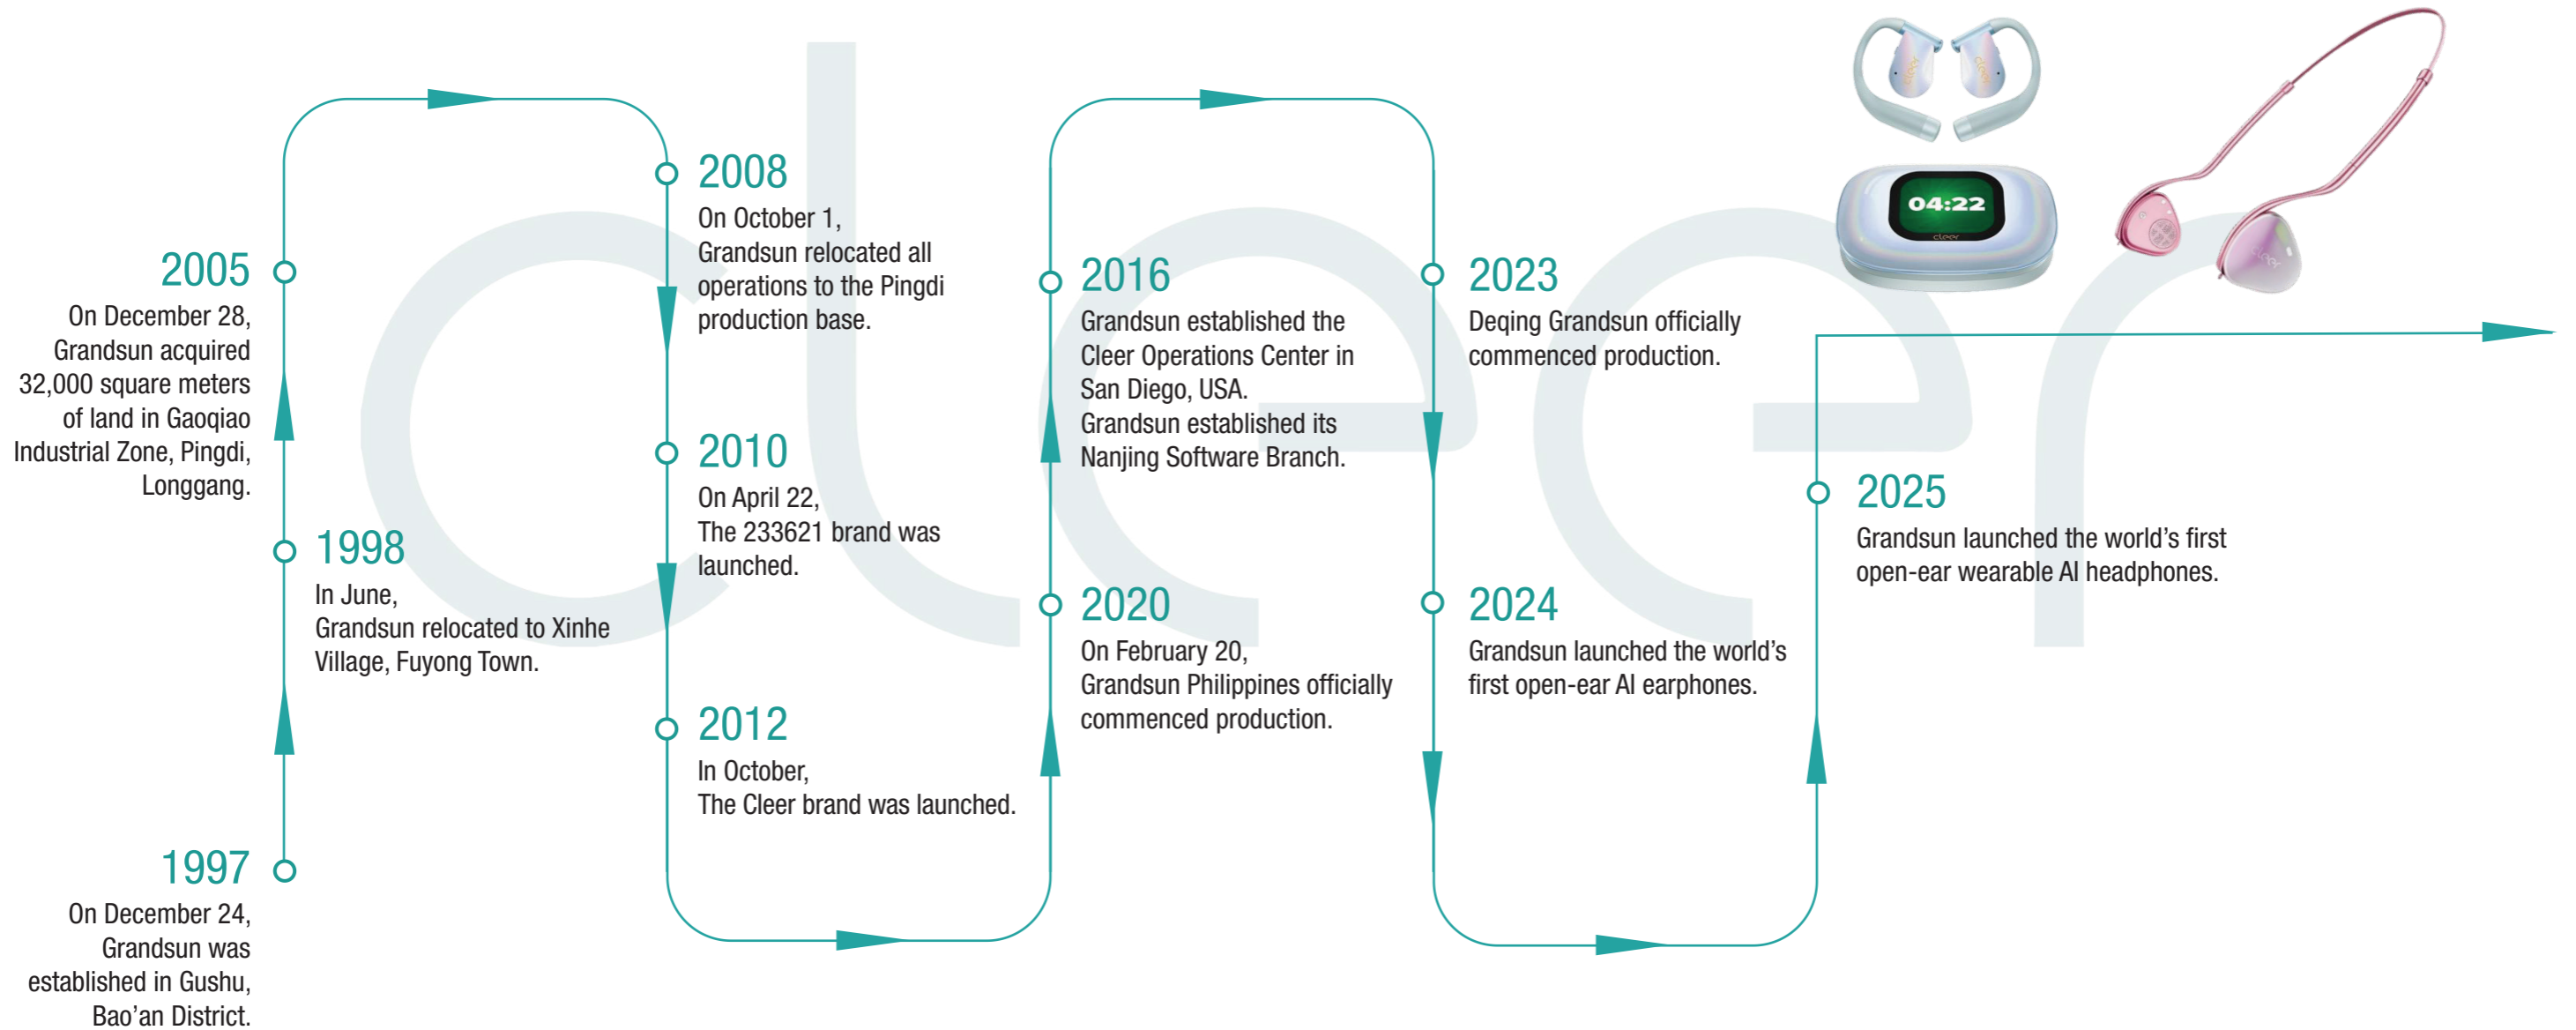 1997
On December 24,
Grandsun was
established in Gushu,
Bao’an District.
1998
In June,
Grandsun relocated to Xinhe
Village, Fuyong Town.
2005
On December 28,
Grandsun acquired
32,000 square meters
of land in Gaoqiao
Industrial Zone, Pingdi,
Longgang.
2008
On October 1,
Grandsun relocated all
operations to the Pingdi
production base.
2010
On April 22,
The 233621 brand was
launched.
2012
In October,
The Cleer brand was launched.
2016
Grandsun established the
Cleer Operations Center in
San Diego, USA.
Grandsun established its
Nanjing Software Branch.
2020
On February 20,
Grandsun Philippines officially
commenced production.
2023
Deqing Grandsun officially
commenced production.
2024
Grandsun launched the world’s
first open-ear AI earphones.
2025
Grandsun launched the world’s first
open-ear wearable AI headphones.
cleer
cleer
cleer
04:22
cleer
cleer